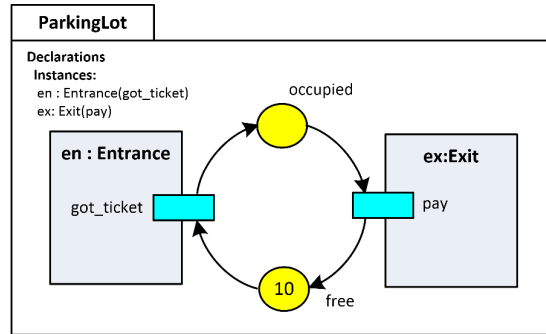 ParkingLot
Declarations
Instances:
en : Entrance(got_ticket)
ex: Exit(pay)
occupied
en : Entrance
ex:Exit
got_ticket
pay
10
free